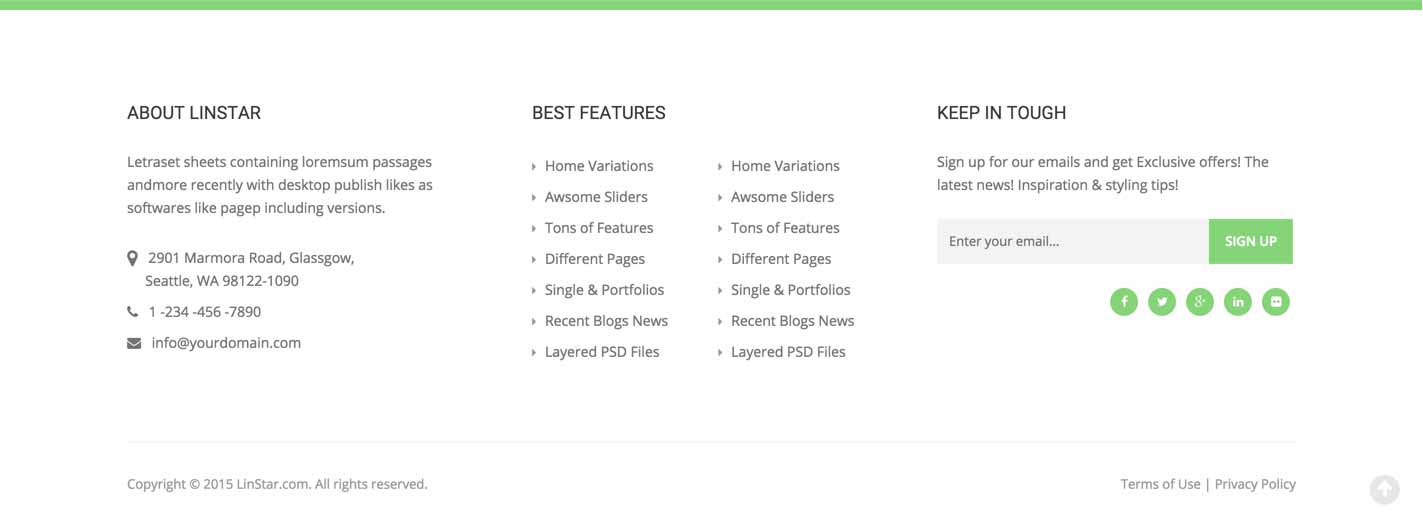 ABOUT LINSTAR
Letraset sheets containing loremsum passages
andmore recently with desktop publish likes as
softwares like pagep including versions.
2901 Marmora Road, Glassgow,
Seattle, WA 98122-1090
1 -234 -456 -7890
info@yourdomain.com
BEST FEATURES
Home Variations
Awsome Sliders
Tons of Features
Different Pages
Single & Portfolios
Recent Blogs News
Layered PSD Files
Home Variations
Awsome Sliders
Tons of Features
Different Pages
Single & Portfolios
Recent Blogs News
Layered PSD Files
KEEP IN TOUGH
Sign up for our emails and get Exclusive offers! The
latest news! Inspiration & styling tips!
Enter your email...
SIGN UP
Copyright © 2015 LinStar.com. All rights reserved.
Terms of Use | Privacy Policy